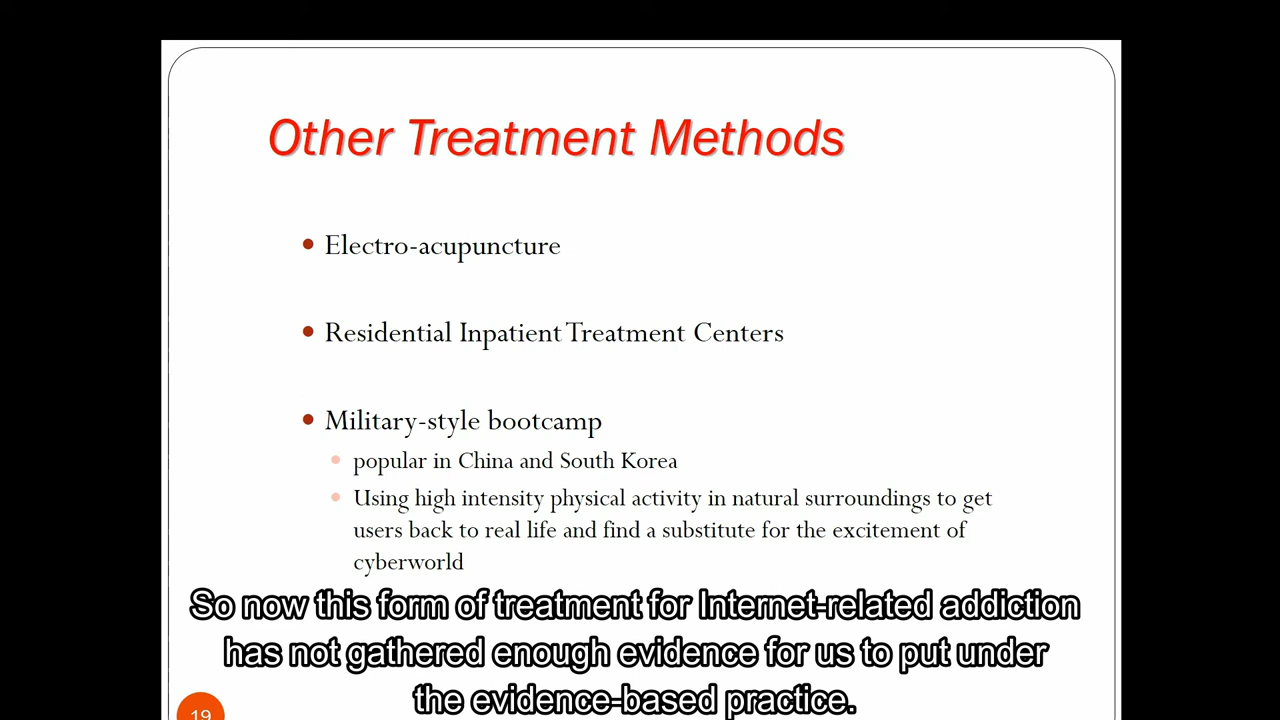 Other Treatment Methods
• Electro-acupuncture
• Residential Inpatient Treatment Centers
• Military-style bootcamp
• popular in China and South Korea
• Using high intensity physical activity in natural surroundings to get
users back to real life and find a substitute for the excitement of
cyberworld
So now this form of treatment for Internet-related addiction
has not gathered enough evidence for us to put under
the evidence-based practice.
19